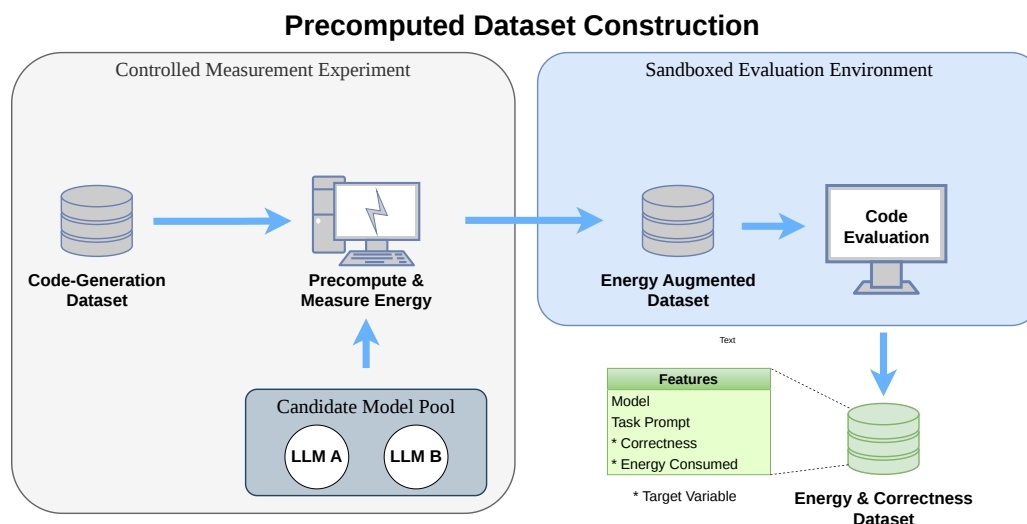 Precomputed Dataset Construction
Controlled Measurement Experiment
Sandboxed Evaluation Environment
Code-Generation
Dataset
Precompute &
Measure Energy
Energy Augmented
Dataset
Code
Evaluation
Candidate Model Pool
LLM A
LLM B
Text
Features
Model
Task Prompt
* Correctness
* Energy Consumed
* Target Variable
Energy & Correctness
Dataset